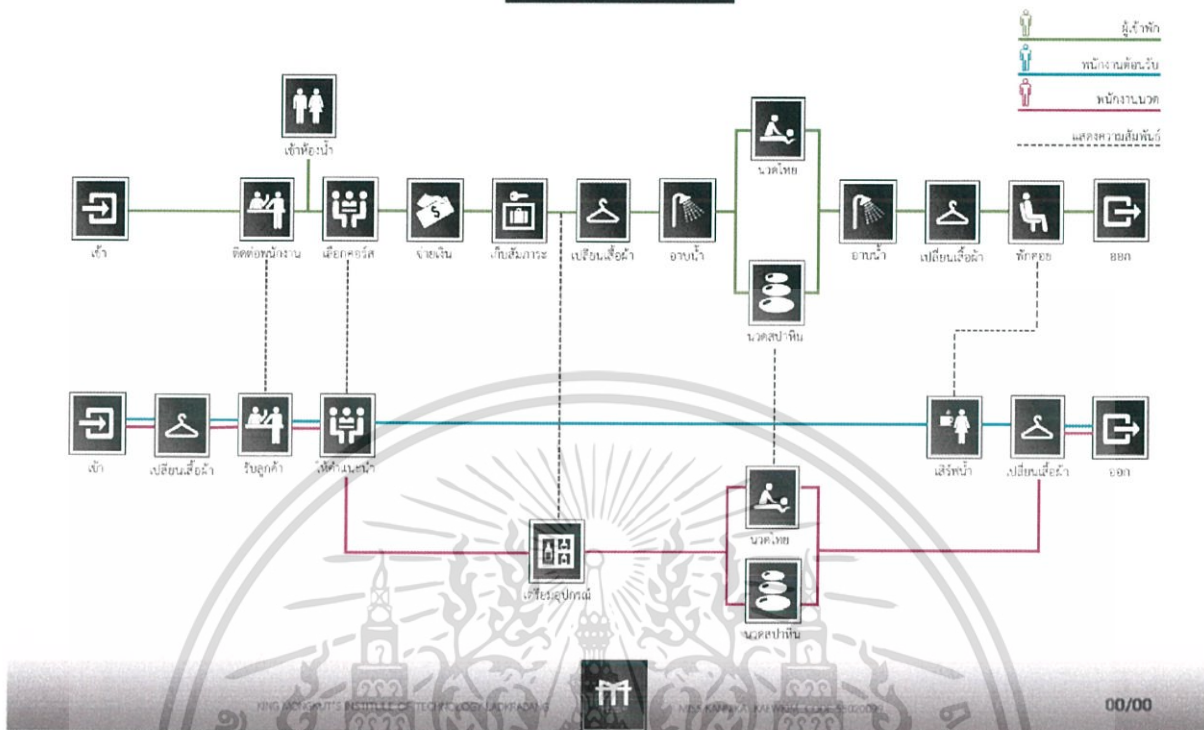 ผู้เข้าพัก
พนักงานต้อนรับ
พนักงานนวด
แสดงความสัมพันธ์
เข้าห้องน้ำ
นวดไทย
เข้า
ติดต่อพนักงาน
เลือกคอร์ส
จ่ายเงิน
เก็บสัมภาระ
เปลี่ยนเสื้อผ้า
อาบน้ำ
อาบน้ำ
เปลี่ยนเสื้อผ้า
พักคอย
ออก
นวดสปาหิน
เข้า
เปลี่ยนเสื้อผ้า
รับลูกค้า
ให้คำแนะนำ
เสิร์ฟน้ำ
เปลี่ยนเสื้อผ้า
ออก
นวดไทย
เตรียมอุปกรณ์
นวดสปาหิน
KING MONGKUT'S INSTITUTE OF TECHNOLOGY LADKRABANG
00/00